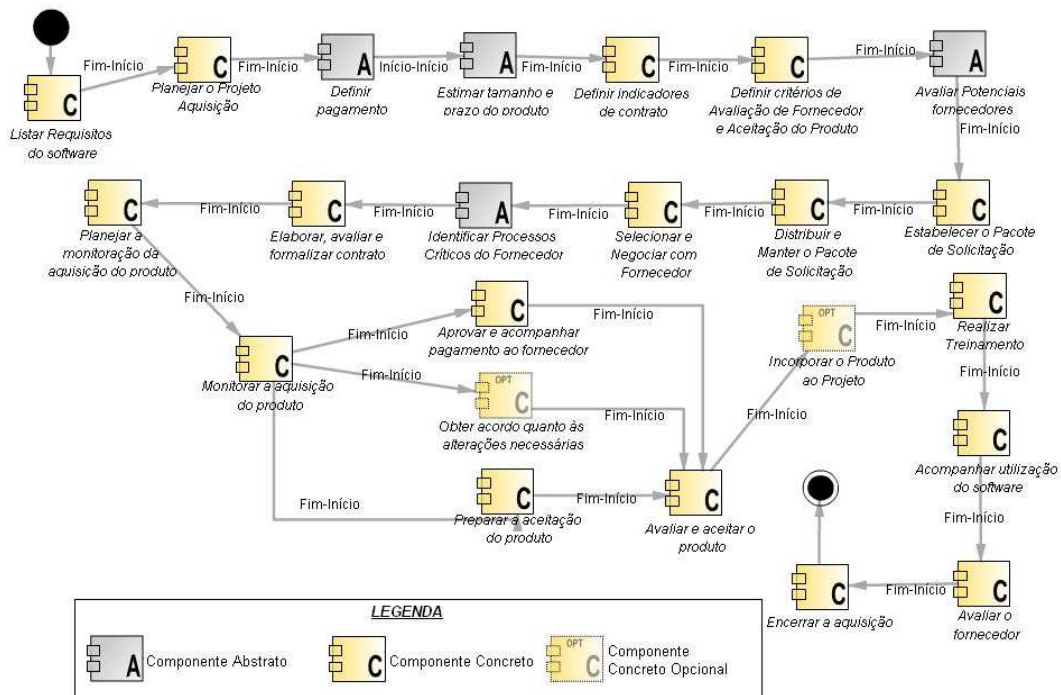 Fim-Início
C
Listar Requisitos
do software
C
Planejar o Projeto
Aquisição
Fim-Início
A
Definir
pagamento
Início-Início
A
Estimar tamanho e
prazo do produto
Fim-Início
C
Definir indicadores
de contrato
Fim-Início
C
Definir critérios de
Avaliação de Fornecedor
e Aceitação do Produto
Fim-Início
A
Avaliar Potenciais
fornecedores
Fim-Início
C
Estabelecer o Pacote
de Solicitação
Fim-Início
C
Distribuir e
Manter o Pacote
de Solicitação
Fim-Início
C
Selecionar e
Negociar com
Fornecedor
Fim-Início
A
Identificar Processos
Críticos do Fornecedor
Fim-Início
C
Elaborar, avaliar e
formalizar contrato
Fim-Início
C
Planejar a
monitoração da
aquisição do produto
Fim-Início
C
Monitorar a aquisição
do produto
Fim-Início
C
Aprovar e acompanhar
pagamento ao fornecedor
Fim-Início
Fim-Início
OPT
C
Obter acordo quanto às
alterações necessárias
Fim-Início
Fim-Início
C
Preparar a aceitação
do produto
Fim-Início
C
Avaliar e aceitar o
produto
Fim-Início
OPT
C
Incorporar o Produto
ao Projeto
Fim-Início
C
Realizar
Treinamento
Fim-Início
C
Acompanhar utilização
do software
Fim-Início
C
Avaliar o
fornecedor
Fim-Início
C
Encerrar a aquisição
LEGENDA
A
Componente Abstrato
C
Componente Concreto
OPT
C
Componente
Concreto Opcional